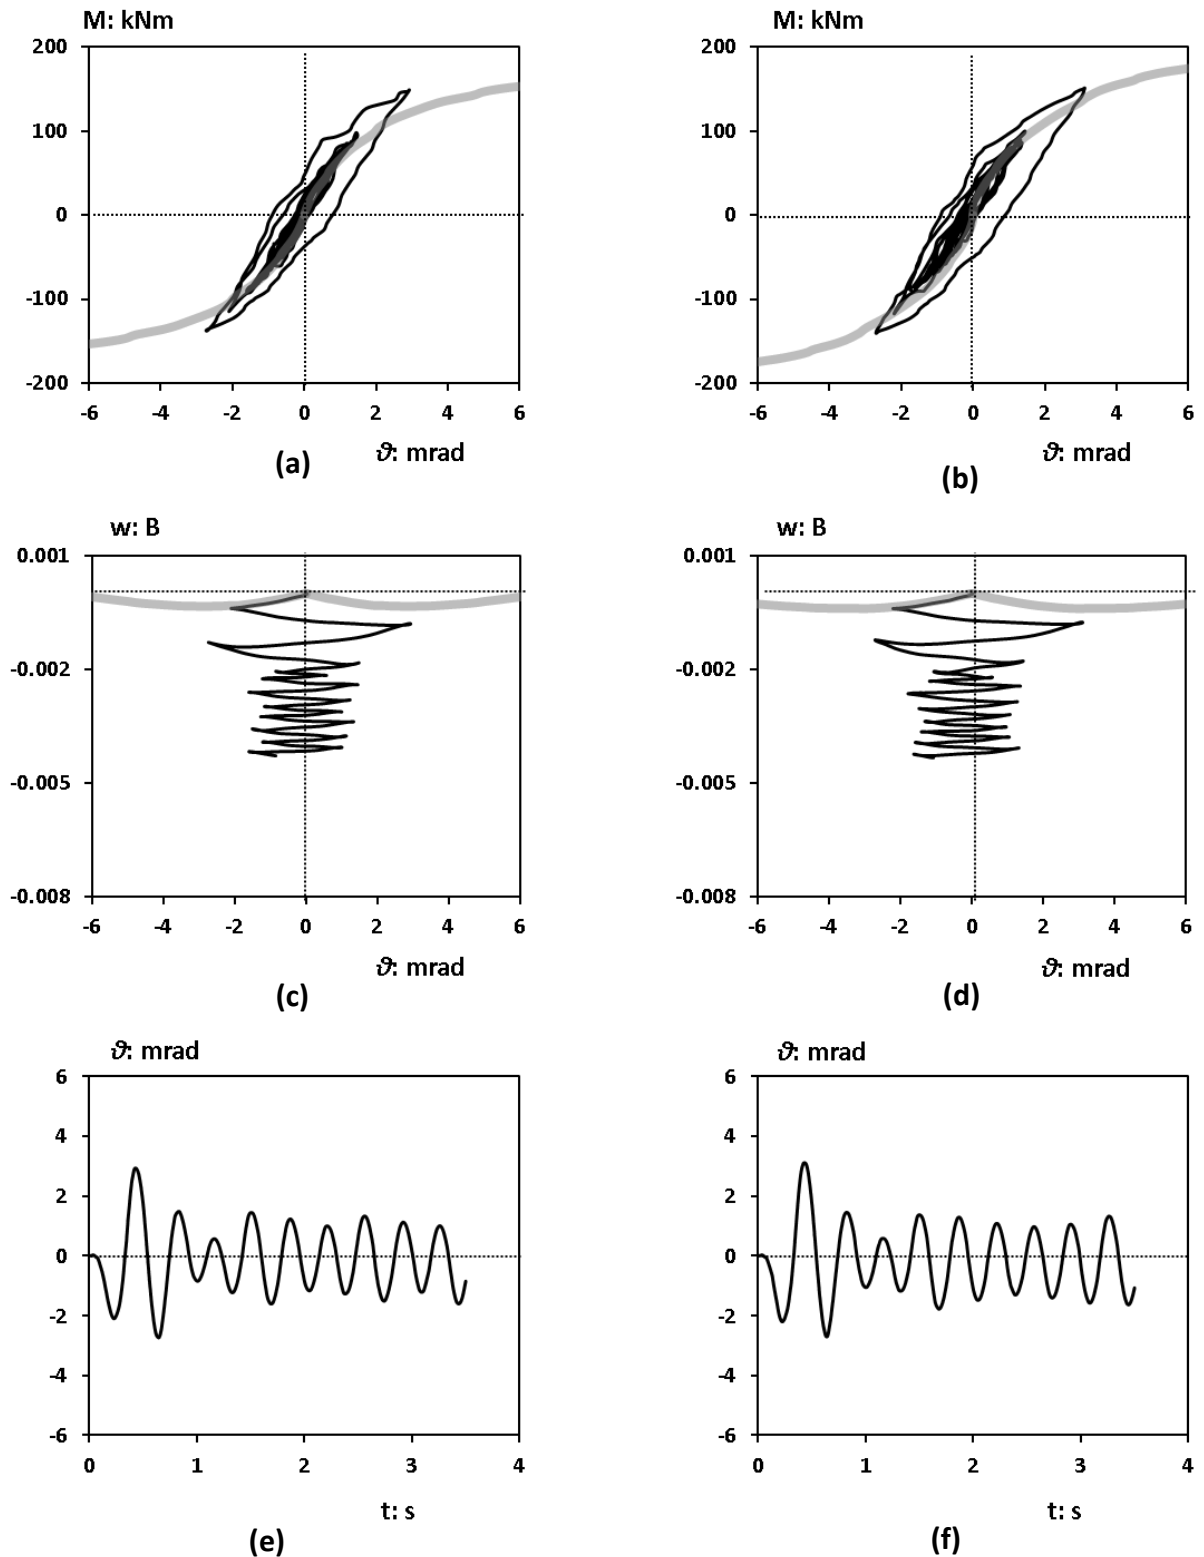 M: kNm
M: kNm
200
100
0
-100
-200
-6 -4 -2 0 2 4 6
ϑ: mrad
(a)
200
100
0
-100
-200
-6 -4 -2 0 2 4 6
ϑ: mrad
(b)
w: B
0.001
-0.002
-0.005
-0.008
-6 -4 -2 0 2 4 6
ϑ: mrad
(c)
w: B
0.001
-0.002
-0.005
-0.008
-6 -4 -2 0 2 4 6
ϑ: mrad
(d)
ϑ: mrad
6
4
2
0
-2
-4
-6
0 1 2 3 4
t: s
(e)
ϑ: mrad
6
4
2
0
-2
-4
-6
0 1 2 3 4
t: s
(f)